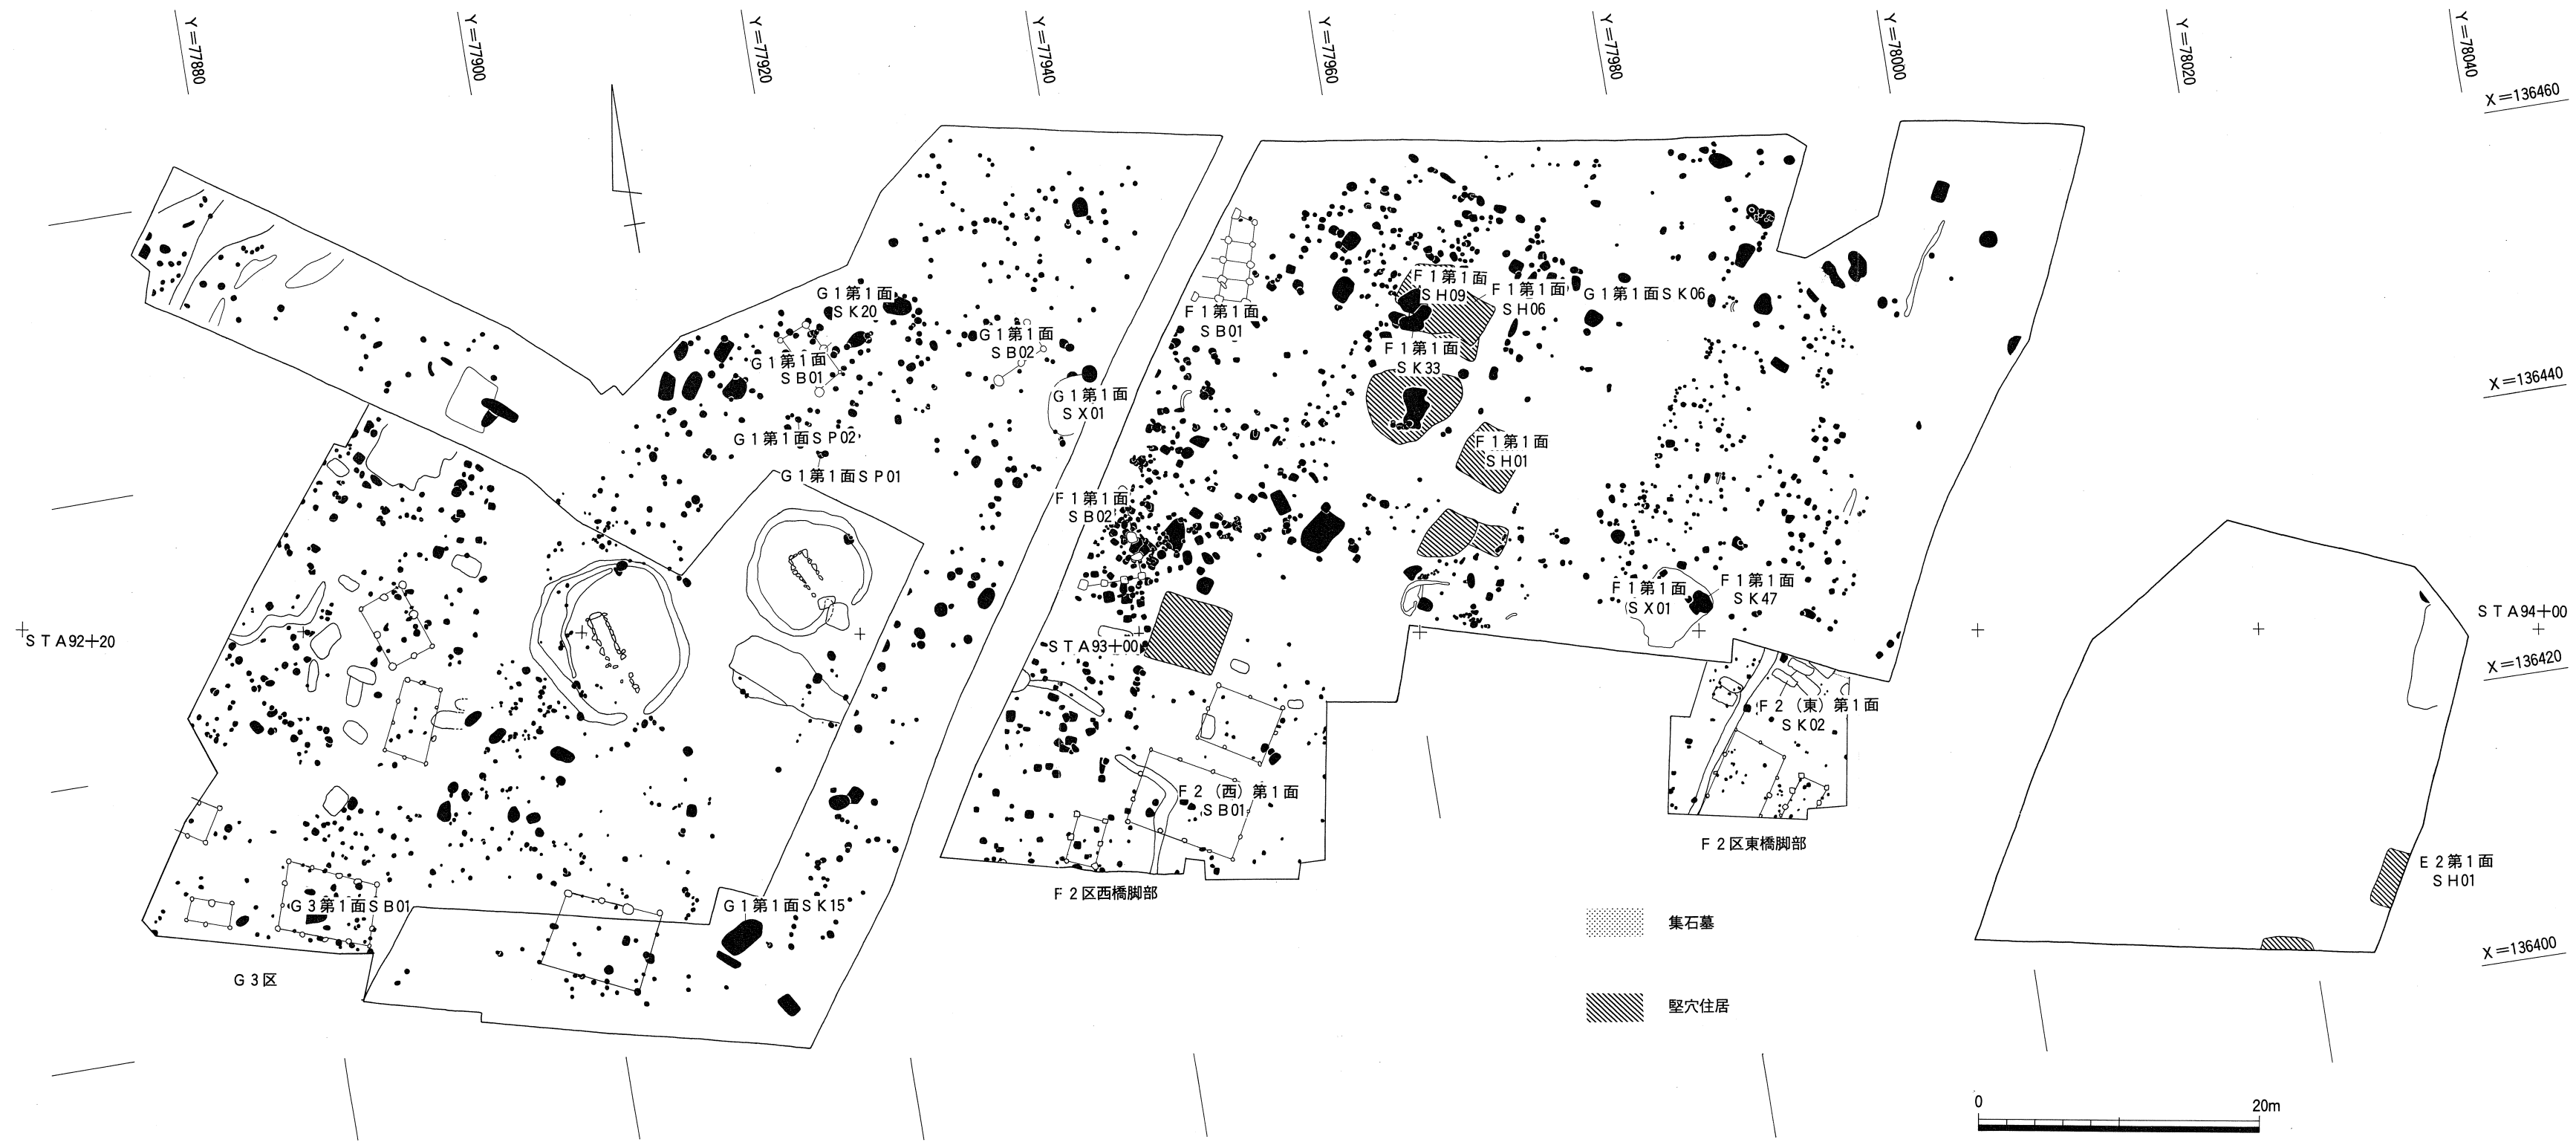 Y=77880
Y=77900
Y=77920
Y=77940
Y=77960
Y=77980
Y=78000
Y=78020
Y=78040
X=136460
X=136440
X=136420
X=136400
G1第1面
SK20
G1第1面
SB01
G1第1面
SB02
G1第1面
SX01
G1第1面SP02
G1第1面SP01
F1第1面
SB01
F1第1面
SH09
F1第1面
SH06
G1第1面SK06
F1第1面
SK33
F1第1面
SH01
F1第1面
SB02
F1第1面
SX01
F1第1面
SK47
STA92+20
STA93+00
STA94+00
F2（東）第1面
SK02
F2（西）第1面
SB01
F2区東橋脚部
F2区西橋脚部
E2第1面
SH01
G3第1面SB01
G1第1面SK15
G3区
集石墓
竪穴住居
0
20m